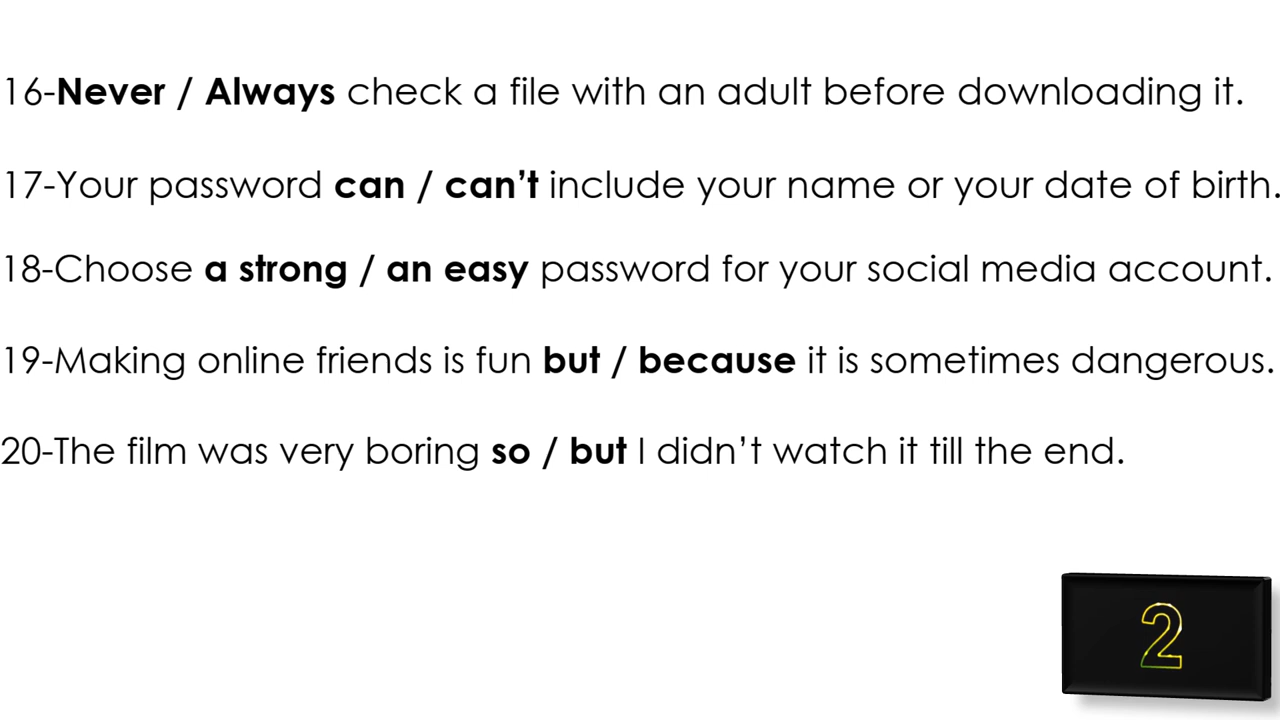 16-Never / Always check a file with an adult before downloading it.
17-Your password can / can’t include your name or your date of birth.
18-Choose a strong / an easy password for your social media account.
19-Making online friends is fun but / because it is sometimes dangerous.
20-The film was very boring so / but I didn’t watch it till the end.
2